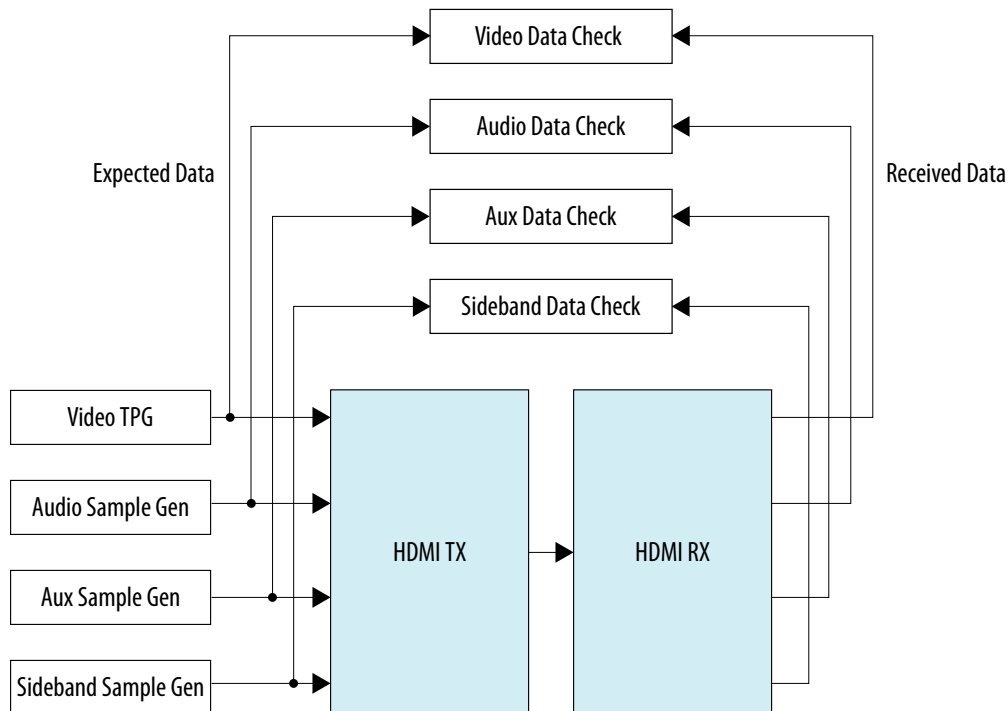 Video Data Check
Audio Data Check
Expected Data
Received Data
Aux Data Check
Sideband Data Check
Video TPG
Audio Sample Gen
HDMI TX
HDMI RX
Aux Sample Gen
Sideband Sample Gen